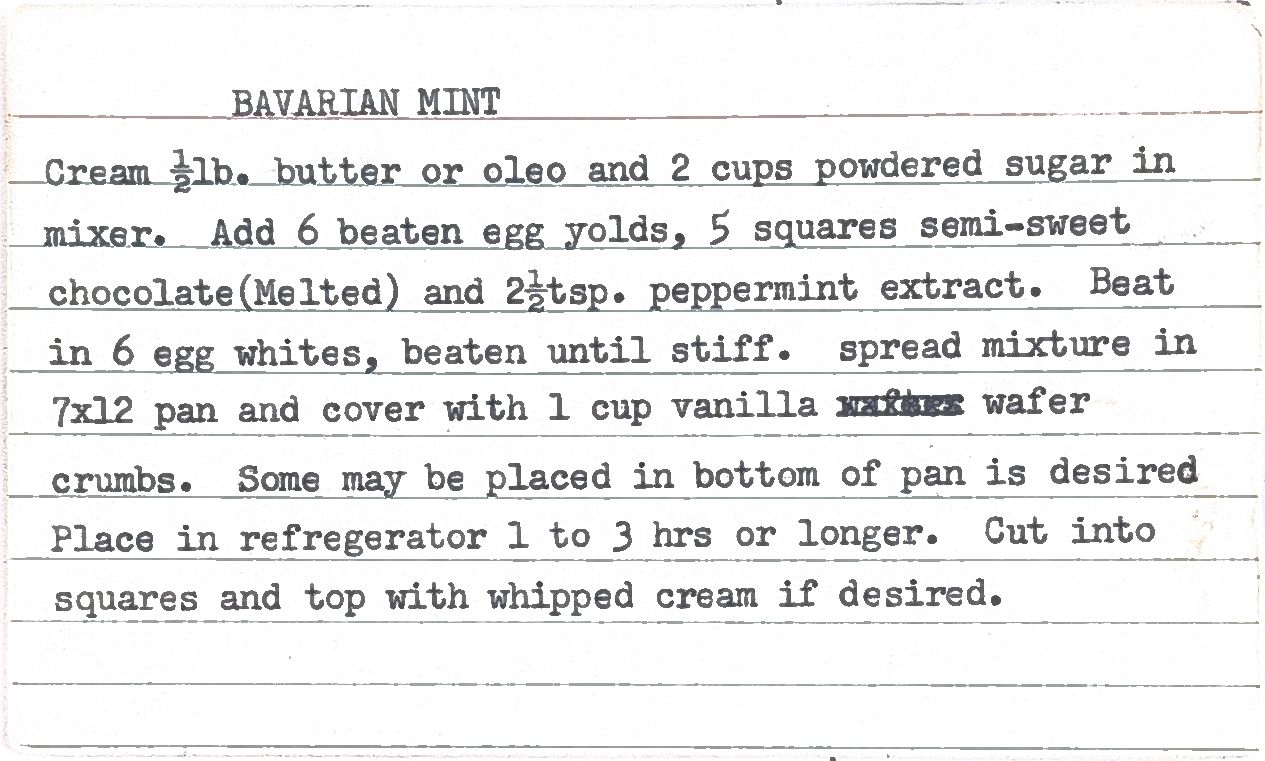 BAVARIAN MINT
Cream ½lb. butter or oleo and 2 cups powdered sugar in
mixer. Add 6 beaten egg yolds, 5 squares semi-sweet
chocolate(Melted) and 2½tsp. peppermint extract. Beat
in 6 egg whites, beaten until stiff. spread mixture in
7x12 pan and cover with 1 cup vanilla wafer
crumbs. Some may be placed in bottom of pan is desired
Place in refregerator 1 to 3 hrs or longer. Cut into
squares and top with whipped cream if desired.